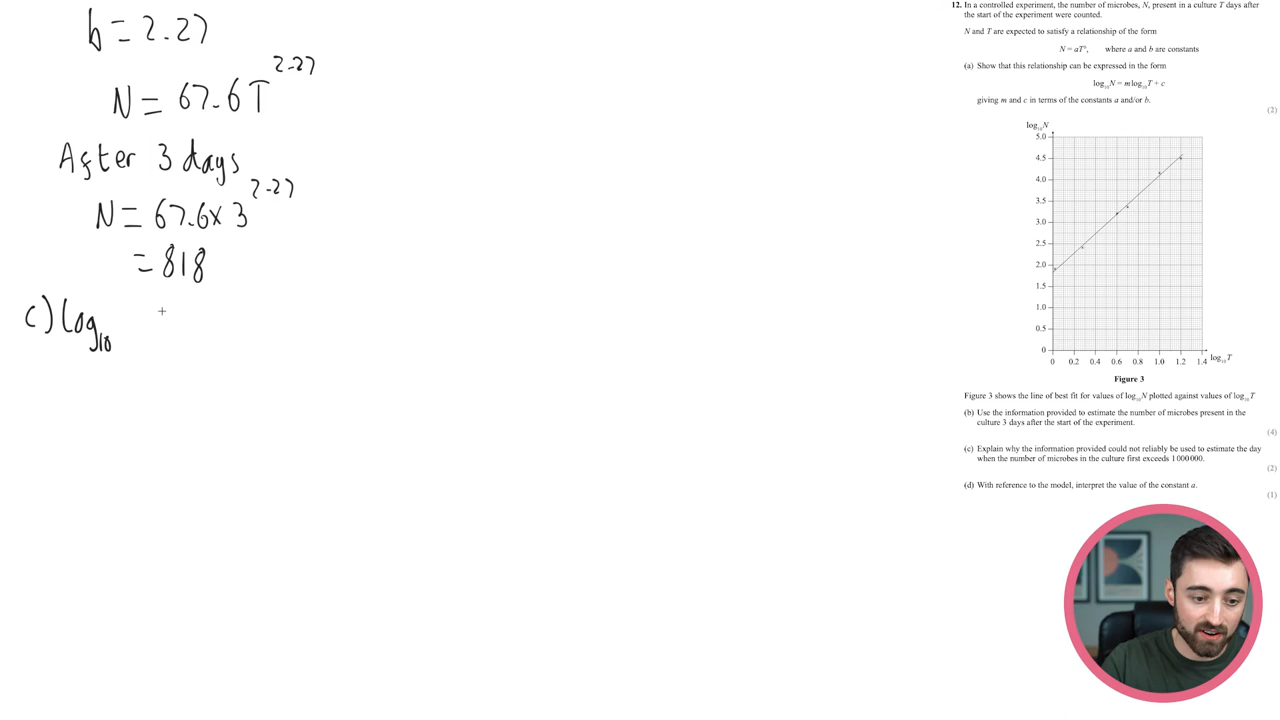 b = 2.27
N = 67.6T^2.27
After 3 days
N = 67.6 × 3^2.27
= 818
c) log₁₀
12. In a controlled experiment, the number of microbes, N, present in a culture T days after
the start of the experiment were counted.
N and T are expected to satisfy a relationship of the form
N = aT^b, where a and b are constants
(a) Show that this relationship can be expressed in the form
log₁₀N = mlog₁₀T + c
giving m and c in terms of the constants a and/or b.
(2)
log₁₀N
5.0
4.5
4.0
3.5
3.0
2.5
2.0
1.5
1.0
0.5
0
0 0.2 0.4 0.6 0.8 1.0 1.2 1.4 log₁₀T
Figure 3
Figure 3 shows the line of best fit for values of log₁₀N plotted against values of log₁₀T
(b) Use the information provided to estimate the number of microbes present in the
culture 3 days after the start of the experiment.
(4)
(c) Explain why the information provided could not reliably be used to estimate the day
when the number of microbes in the culture first exceeds 1000000.
(2)
(d) With reference to the model, interpret the value of the constant a.
(1)